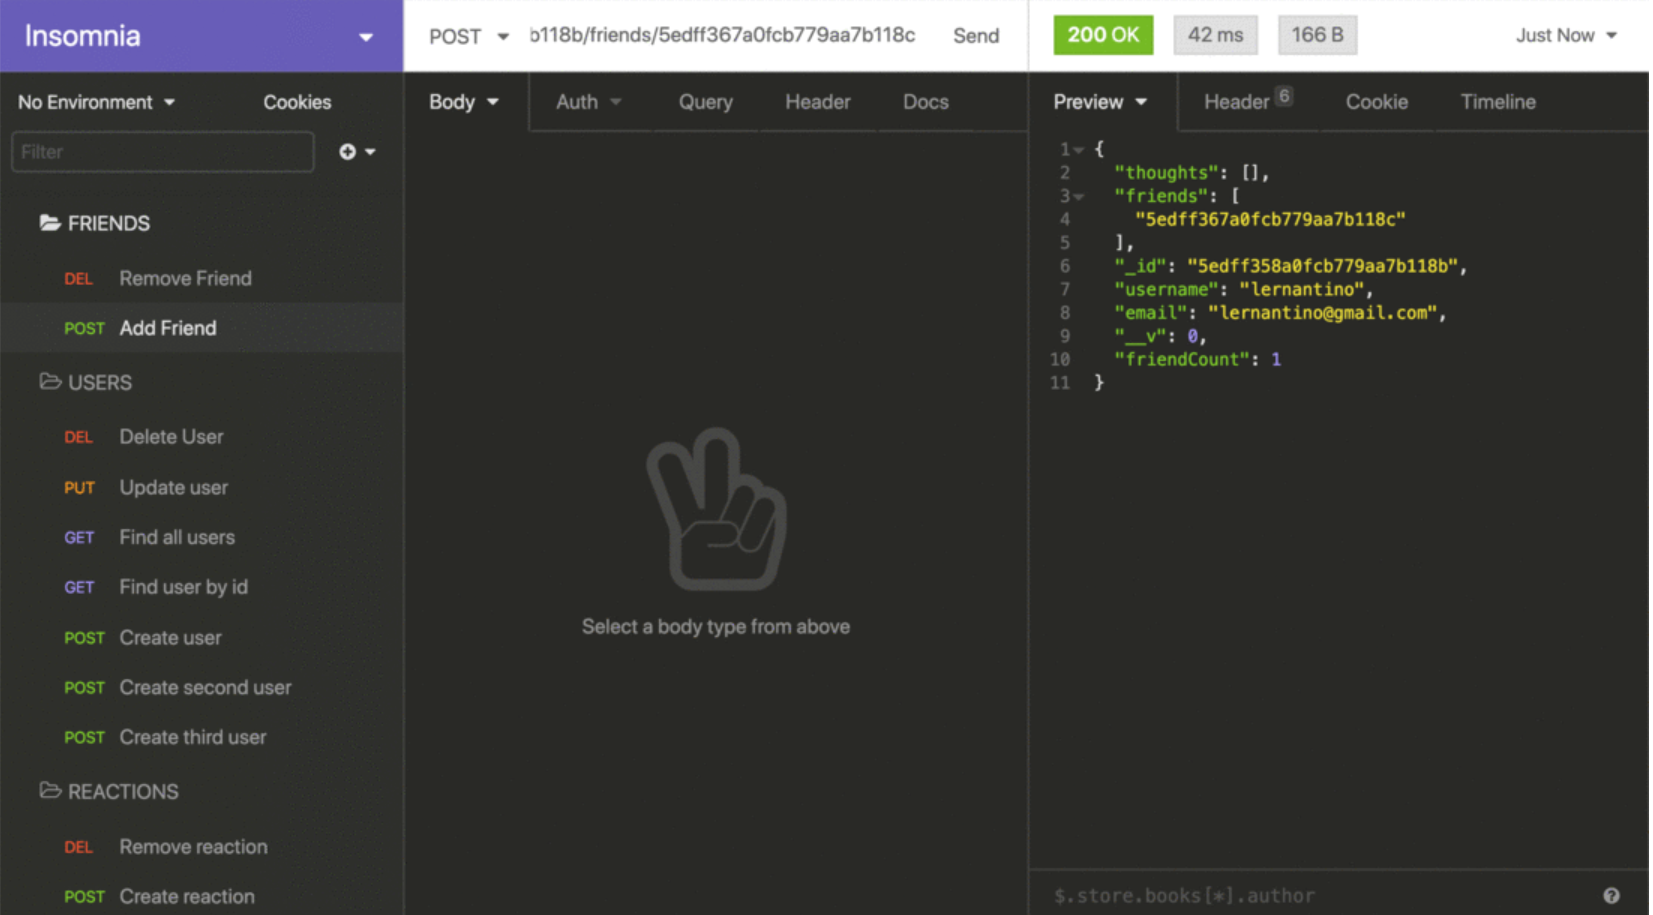 Insomnia
POST b118b/friends/5edff367a0fcb779aa7b118c Send
200 OK 42 ms 166 B Just Now
No Environment Cookies
Filter
FRIENDS
DEL Remove Friend
POST Add Friend
USERS
DEL Delete User
PUT Update user
GET Find all users
GET Find user by id
POST Create user
POST Create second user
POST Create third user
REACTIONS
DEL Remove reaction
POST Create reaction
Body Auth Query Header Docs
Select a body type from above
Preview Header 6 Cookie Timeline
1 {
2 "thoughts": [],
3 "friends": [
4 "5edff367a0fcb779aa7b118c"
5 ],
6 "_id": "5edff358a0fcb779aa7b118b",
7 "username": "lernantino",
8 "email": "lernantino@gmail.com",
9 "__v": 0,
10 "friendCount": 1
11 }
$.store.books[*].author